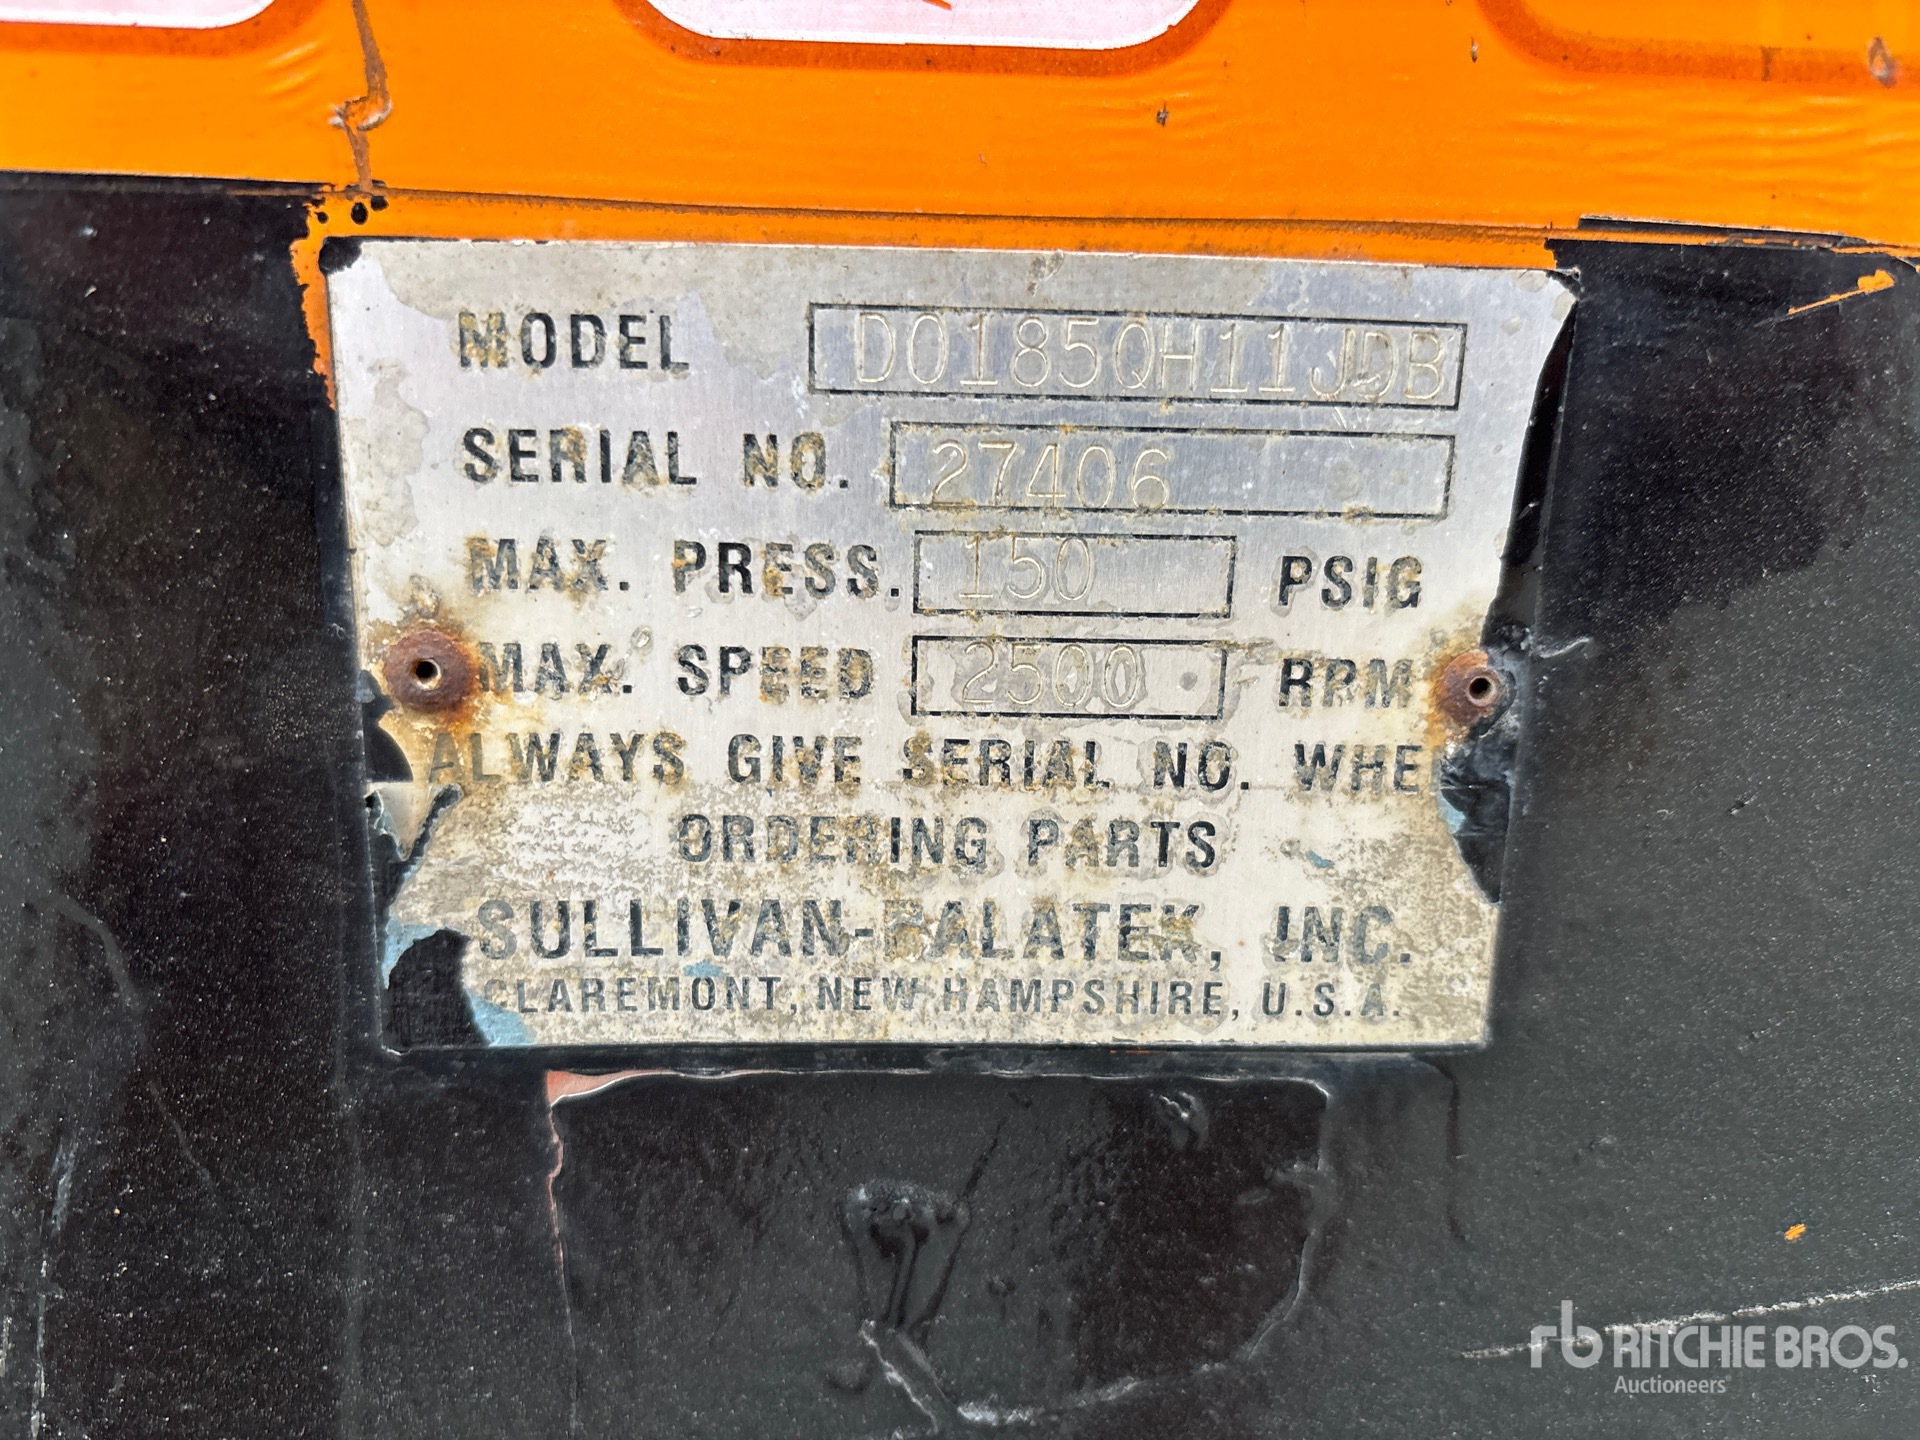 MODEL D0185QH11JDB
SERIAL NO. 27406
MAX. PRESS. 150 PSIG
MAX. SPEED 2500 RPM
ALWAYS GIVE SERIAL NO. WHE
ORDERING PARTS
SULLIVAN-PALATEK, INC.
CLAREMONT, NEW HAMPSHIRE, U.S.A.
rb RITCHIE BROS.
Auctioneers